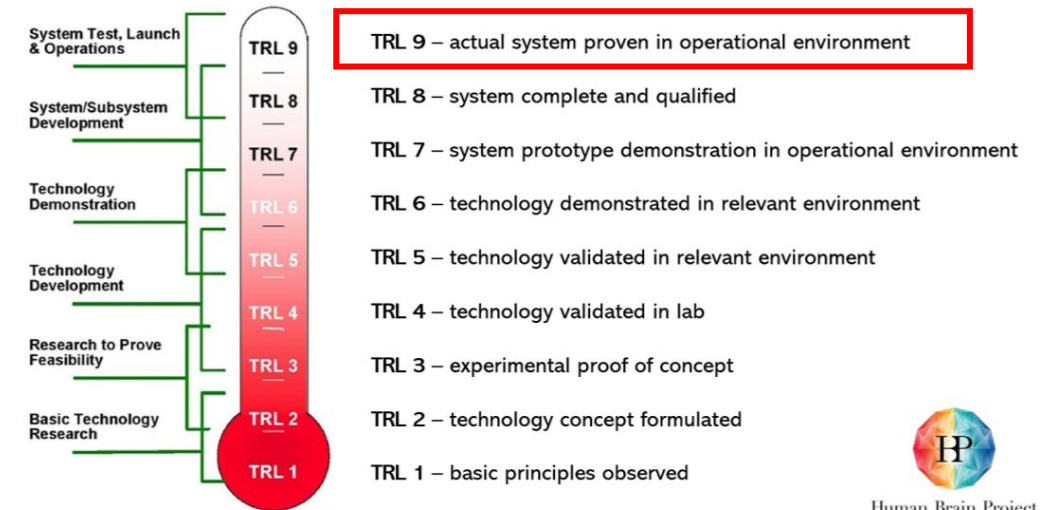 System Test, Launch
& Operations
System/Subsystem
Development
Technology
Demonstration
Technology
Development
Research to Prove
Feasibility
Basic Technology
Research
TRL 9
TRL 8
TRL 7
TRL 6
TRL 5
TRL 4
TRL 3
TRL 2
TRL 1
TRL 9 – actual system proven in operational environment
TRL 8 – system complete and qualified
TRL 7 – system prototype demonstration in operational environment
TRL 6 – technology demonstrated in relevant environment
TRL 5 – technology validated in relevant environment
TRL 4 – technology validated in lab
TRL 3 – experimental proof of concept
TRL 2 – technology concept formulated
TRL 1 – basic principles observed
HP
Human Brain Project